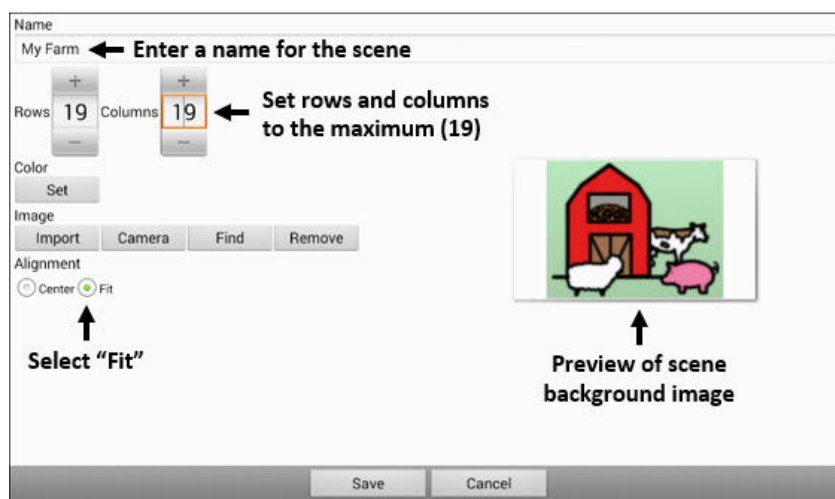 Name
My Farm
Enter a name for the scene
+ +
Rows 19 Columns 19
Set rows and columns
to the maximum (19)
− −
Color
Set
Image
Import Camera Find Remove
Alignment
Center Fit
Select “Fit”
Preview of scene
background image
Save Cancel